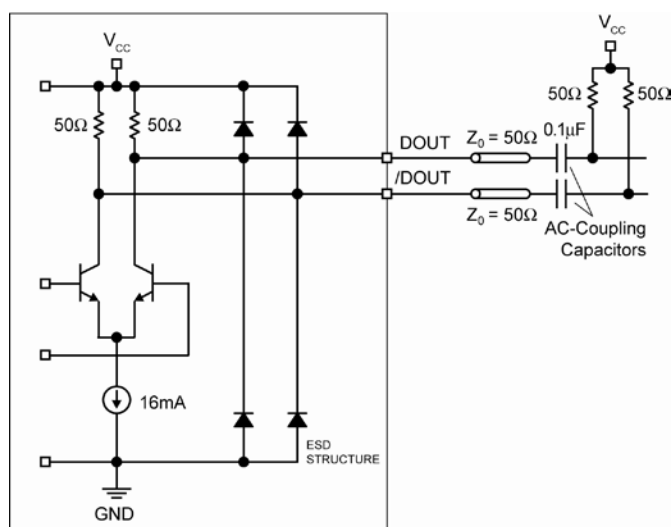 VCC
VCC
50Ω
50Ω
50Ω
50Ω
DOUT
Z0 = 50Ω
0.1µF
/DOUT
Z0 = 50Ω
AC-Coupling
Capacitors
16mA
ESD
STRUCTURE
GND